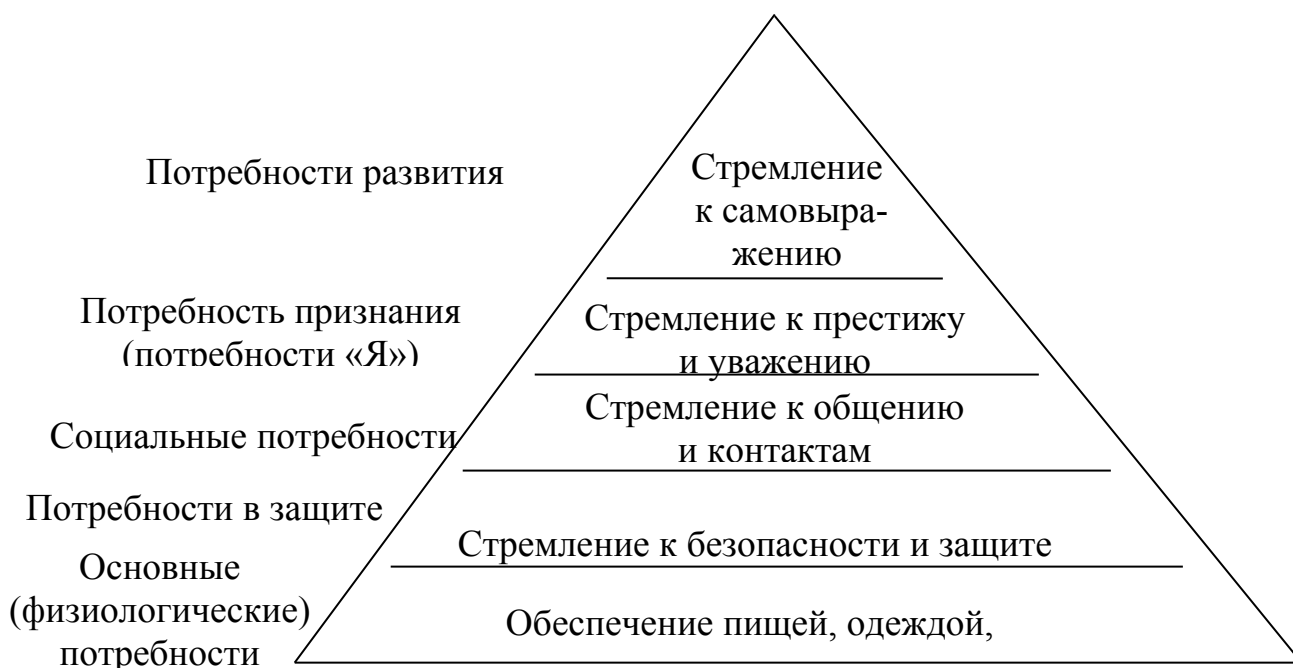 Потребности развития
Стремление
к самовыра-
жению
Потребность признания
(потребности «Я»)
Стремление к престижу
и уважению
Социальные потребности
Стремление к общению
и контактам
Потребности в защите
Стремление к безопасности и защите
Основные
(физиологические)
потребности
Обеспечение пищей, одеждой,